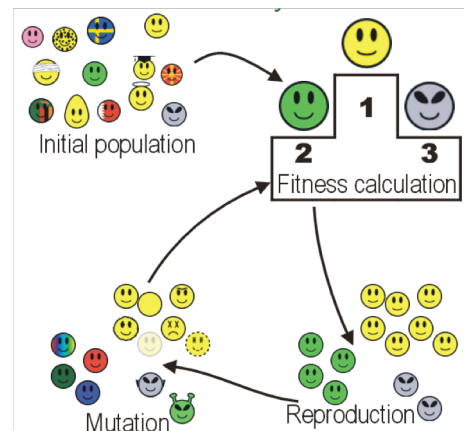 Initial population
1
2
3
Fitness calculation
Mutation
Reproduction